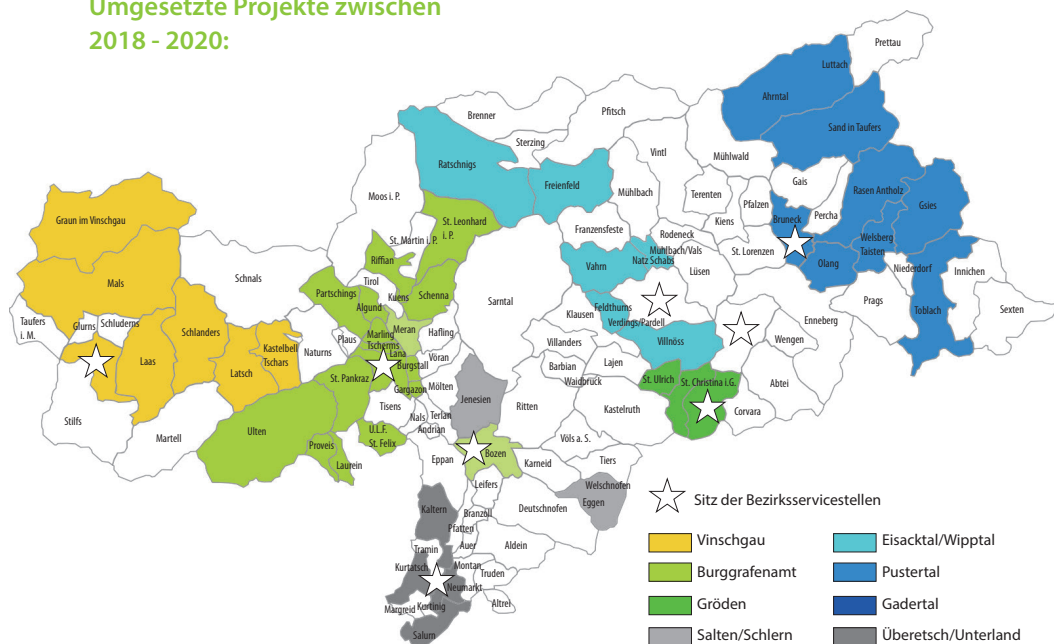 Umgesetzte Projekte zwischen
2018 - 2020:
Prettau
Luttach
Ahrntal
Sand in Taufers
Brenner
Pfitsch
Sterzing
Ratschnigs
Vintl
Mühlwald
Freienfeld
Mühlbach
Terenten
Gais
Rasen Antholz
Gsies
Moos i. P.
Pfalzen
Kiens
Bruneck
Percha
St. Leonhard
i. P.
St. Martin i. P.
Franzensfeste
Rodeneck
Mühlbach/Vals
Natz Schabs
St. Lorenzen
Welsberg
Taisten
Olang
Niederdorf
Innichen
Graun im Vinschgau
Riffian
Vahrn
Lüsen
Mals
Schnals
Tirol
Kuens
Schenna
Partschings
Algund
Sarntal
Klausen
Feldthurns
Verdings/Pardell
Prags
Toblach
Sexten
Taufers
i. M.
Glurns
Schluderns
Schlanders
Plaus
Marling
Meran
Tscherms
Hafling
Villanders
Villnöss
Enneberg
Wengen
Laas
Latsch
Kastelbell
Tschars
Naturns
Lana
Burgstall
Vöran
Barbian
Lajen
Waidbruck
St. Ulrich
St. Christina i.G.
Abtei
St. Pankraz
Gargazon
Mölten
Jenesien
Ritten
Kastelruth
Corvara
Stilfs
Martell
Ulten
Tisens
Nals
Terlan
Andrian
Proveis
U.L.F.
St. Felix
Laurein
Eppan
Bozen
Karneid
Völs a. S.
Tiers
Leifers
Welschnofen
Eggen
Deutschnofen
Kaltern
Branzoll
Pfatten
Auer
Aldein
Tramin
Kurtatsch
Montan
Truden
Neumarkt
Margreid
Kurtinig
Altrei
Salurn
Sitz der Bezirksservicestellen
Vinschgau
Eisacktal/Wipptal
Burggrafenamt
Pustertal
Gröden
Gadertal
Salten/Schlern
Überetsch/Unterland